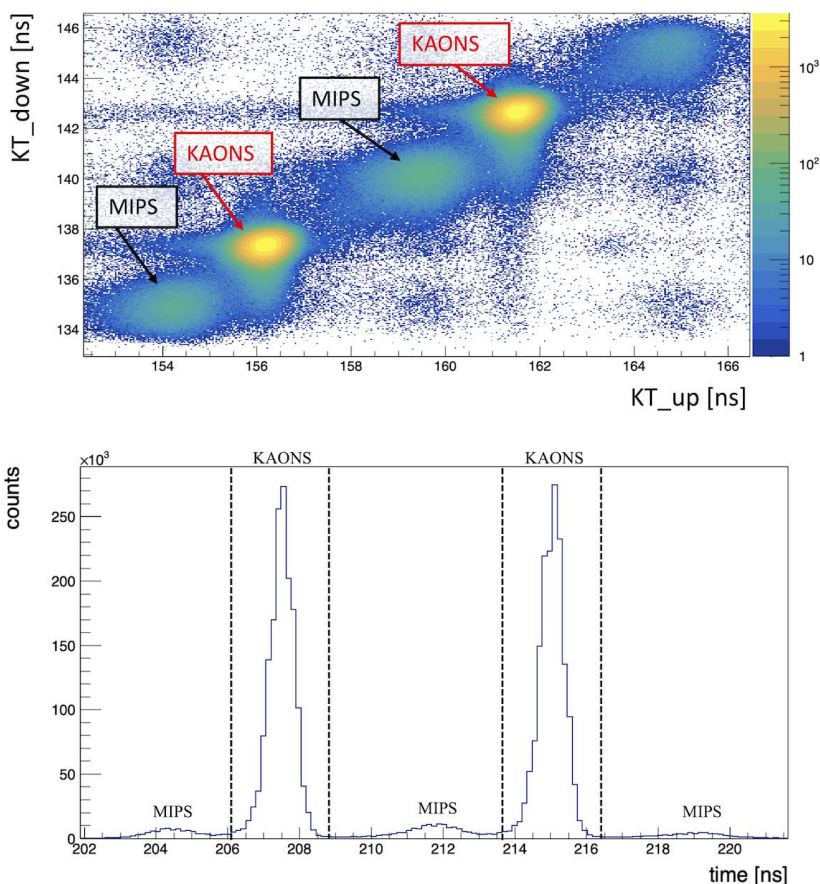 KT_down [ns]
146
144
142
140
138
136
134
KAONS
MIPS
KAONS
MIPS
10³
10²
10
1
154 156 158 160 162 164 166
KT_up [ns]
×10³
counts
250
200
150
100
50
0
KAONS KAONS
MIPS MIPS MIPS
202 204 206 208 210 212 214 216 218 220
time [ns]